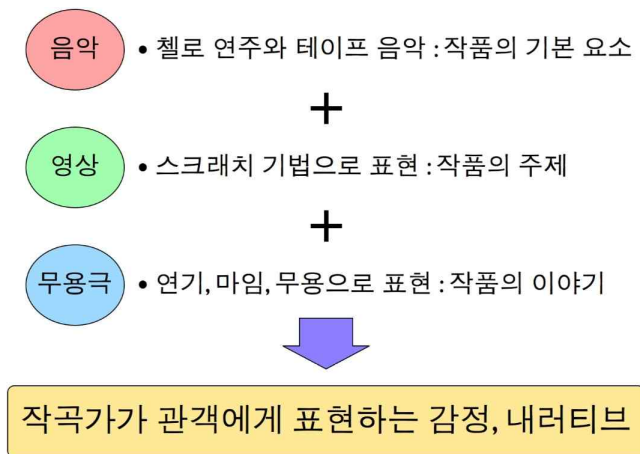 음악 • 첼로 연주와 테이프 음악 : 작품의 기본 요소
+
영상 • 스크래치 기법으로 표현 : 작품의 주제
+
무용극 • 연기, 마임, 무용으로 표현 : 작품의 이야기
작곡가가 관객에게 표현하는 감정, 내러티브